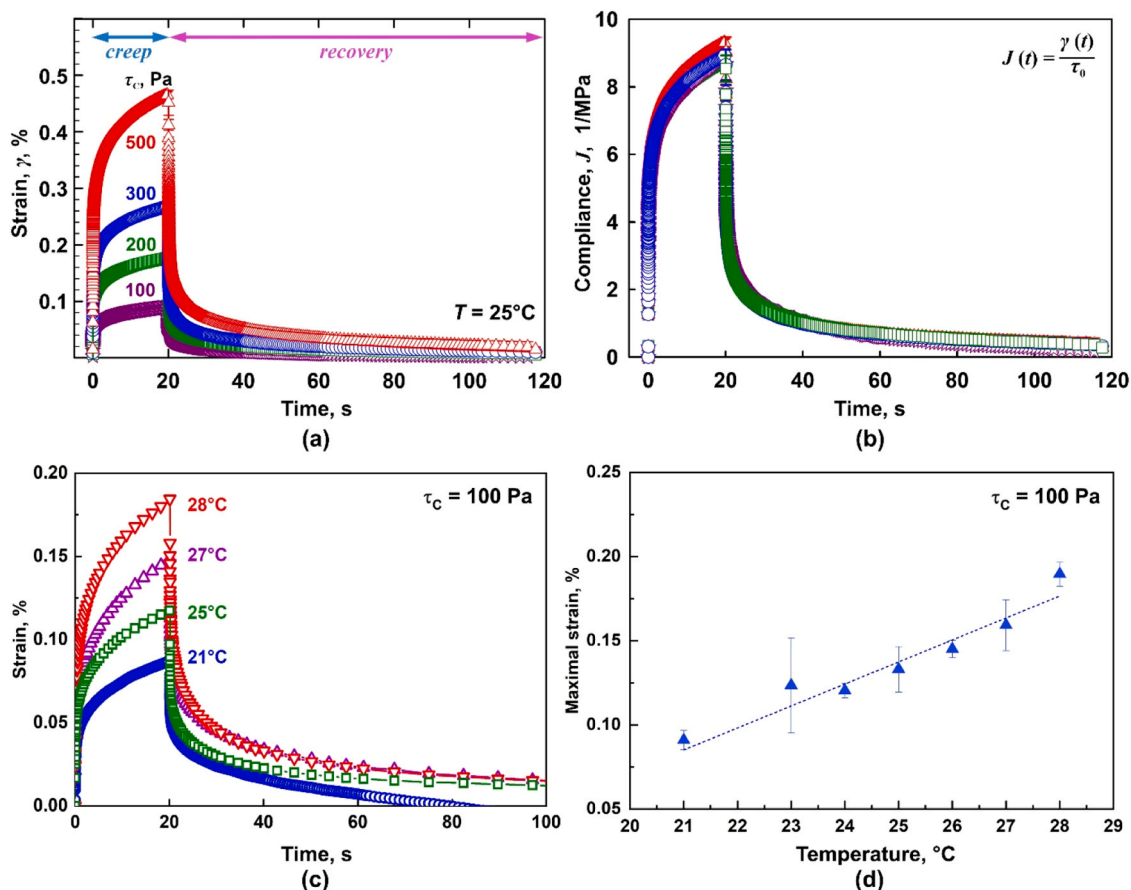 creep
recovery
τC, Pa
500
300
200
100
T = 25°C
0.5
0.4
0.3
0.2
0.1
Strain, γ, %
0 20 40 60 80 100 120
Time, s
(a)
J (t) = γ (t) / τ0
10
8
6
4
2
0
Compliance, J, 1/MPa
0 20 40 60 80 100 120
Time, s
(b)
τC = 100 Pa
28°C
27°C
25°C
21°C
0.20
0.15
0.10
0.05
0.00
Strain, %
0 20 40 60 80 100
Time, s
(c)
τC = 100 Pa
0.25
0.20
0.15
0.10
0.05
Maximal strain, %
20 21 22 23 24 25 26 27 28 29
Temperature, °C
(d)